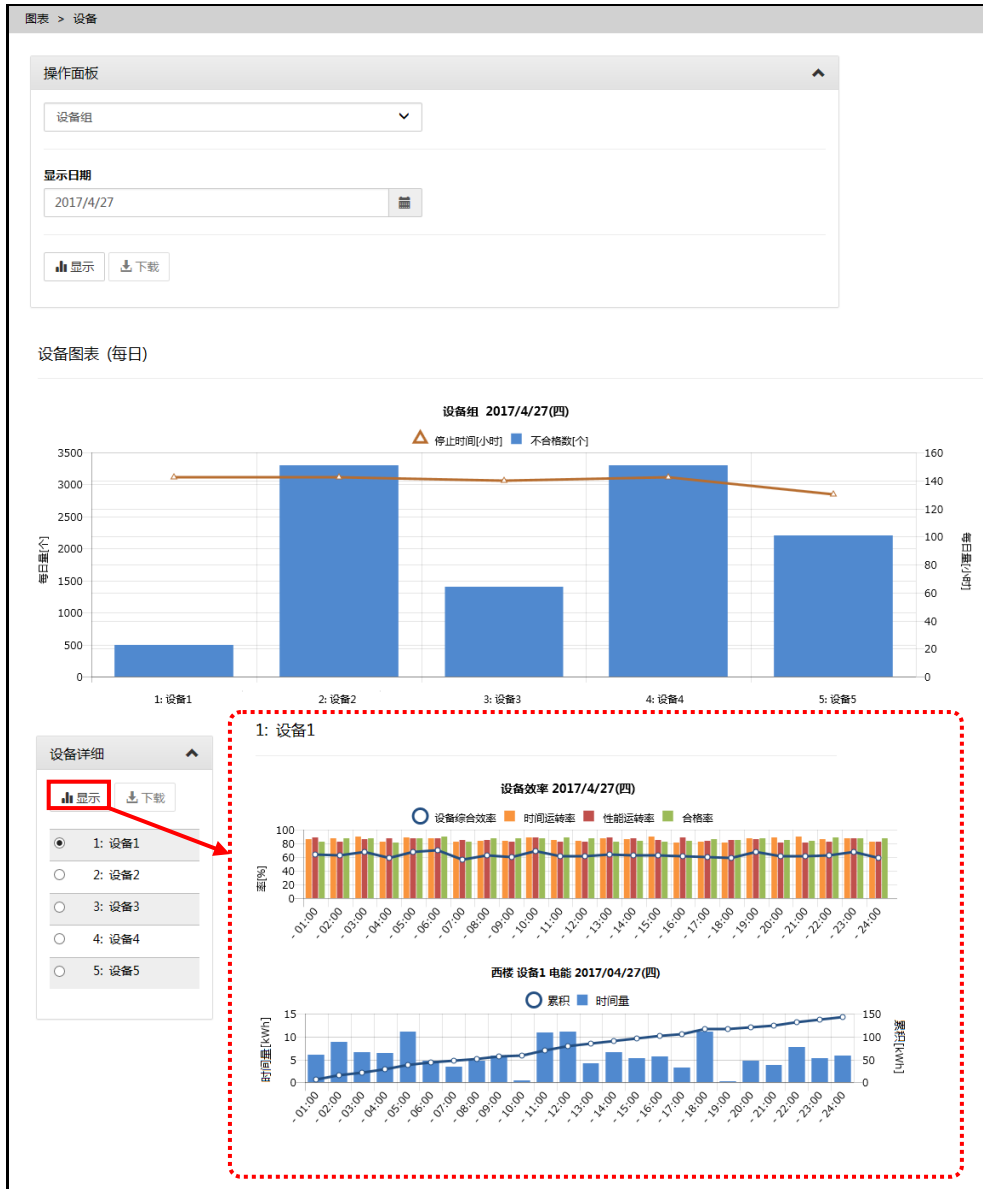 图表 > 设备
操作面板
设备组
显示日期
2017/4/27
显示 下载
设备图表 (每日)
设备组 2017/4/27(四)
停止时间[小时] 不合格数[个]
3500 160
3000 140
2500 120
2000 100
1500 80
1000 60
500 40
0 20
0
每日量[个]
每日量[小时]
1: 设备1 2: 设备2 3: 设备3 4: 设备4 5: 设备5
设备详细
显示 下载
1: 设备1
2: 设备2
3: 设备3
4: 设备4
5: 设备5
1: 设备1
设备效率 2017/4/27(四)
设备综合效率 时间运转率 性能运转率 合格率
率[%]
100
80
60
40
20
0
- 01:00 - 02:00 - 03:00 - 04:00 - 05:00 - 06:00 - 07:00 - 08:00 - 09:00 - 10:00 - 11:00 - 12:00 - 13:00 - 14:00 - 15:00 - 16:00 - 17:00 - 18:00 - 19:00 - 20:00 - 21:00 - 22:00 - 23:00 - 24:00
西楼 设备1 电能 2017/04/27(四)
累积 时间量
时间量[kWh]
累积[kWh]
15 150
10 100
5 50
0 0
- 01:00 - 02:00 - 03:00 - 04:00 - 05:00 - 06:00 - 07:00 - 08:00 - 09:00 - 10:00 - 11:00 - 12:00 - 13:00 - 14:00 - 15:00 - 16:00 - 17:00 - 18:00 - 19:00 - 20:00 - 21:00 - 22:00 - 23:00 - 24:00